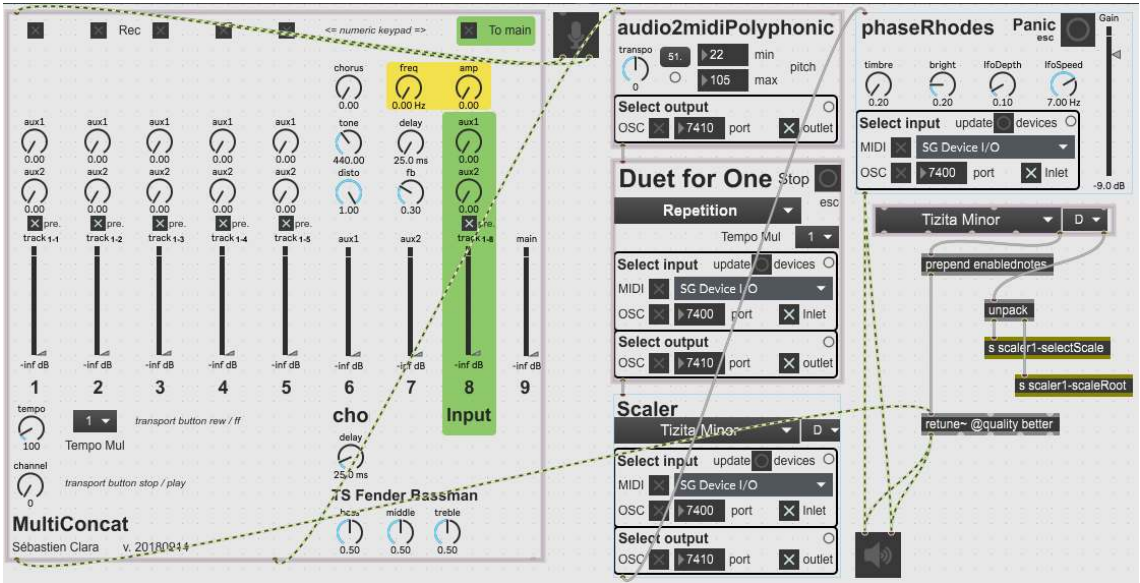 Rec
<= numeric keypad =>
To main
chorus
freq
amp
0.00
0.00 Hz
0.00
aux1
aux1
aux1
aux1
aux1
tone
delay
aux1
0.00
0.00
0.00
0.00
0.00
440.00
25.0 ms
0.00
aux2
aux2
aux2
aux2
aux2
disto
fb
aux2
0.00
0.00
0.00
0.00
0.00
1.00
0.30
0.00
pre.
pre.
pre.
pre.
pre.
pre.
track 1-1
track 1-2
track 1-3
track 1-4
track 1-5
aux1
aux2
track 1-8
main
-inf dB
-inf dB
-inf dB
-inf dB
-inf dB
-inf dB
-inf dB
-inf dB
-inf dB
1
2
3
4
5
6
7
8
9
tempo
100
1
Tempo Mul
transport button rew / ff
cho
Input
delay
25.0 ms
channel
0
transport button stop / play
TS Fender Bassman
bass
middle
treble
0.50
0.50
0.50
MultiConcat
Sébastien Clara
v. 20180914
audio2midiPolyphonic
transpo
0
51.
22
min
105
max
pitch
Select output
OSC
7410
port
outlet
Duet for One
Stop
esc
Repetition
Tempo Mul
1
Select input
update
devices
MIDI
SG Device I/O
OSC
7400
port
Inlet
Select output
OSC
7410
port
outlet
Scaler
Tizita Minor
D
Select input
update
devices
MIDI
SG Device I/O
OSC
7400
port
Inlet
Select output
OSC
7410
port
outlet
phaseRhodes
Panic
esc
Gain
timbre
bright
lfoDepth
lfoSpeed
0.20
0.20
0.10
7.00 Hz
Select input
update
devices
MIDI
SG Device I/O
OSC
7400
port
Inlet
-9.0 dB
Tizita Minor
D
prepend enablednotes
unpack
s scaler1-selectScale
s scaler1-scaleRoot
retune~ @quality better